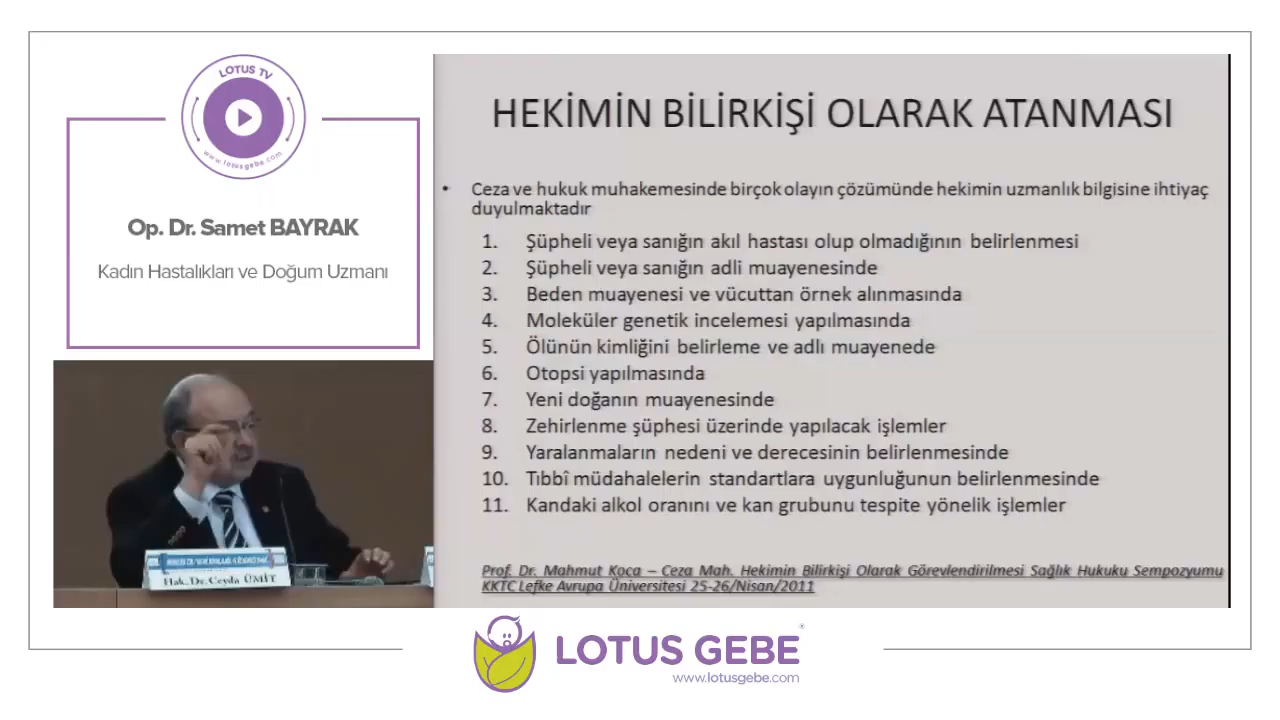 LOTUS TV
www.lotusgebe.com
Op. Dr. Samet BAYRAK
Kadın Hastalıkları ve Doğum Uzmanı
Hak. Dr. Ceyda ÜMİT
HEKİMİN BİLİRKİŞİ OLARAK ATANMASI
• Ceza ve hukuk muhakemesinde birçok olayın çözümünde hekimin uzmanlık bilgisine ihtiyaç
duyulmaktadır
1. Şüpheli veya sanığın akıl hastası olup olmadığının belirlenmesi
2. Şüpheli veya sanığın adli muayenesinde
3. Beden muayenesi ve vücuttan örnek alınmasında
4. Moleküler genetik incelemesi yapılmasında
5. Ölünün kimliğini belirleme ve adlı muayenede
6. Otopsi yapılmasında
7. Yeni doğanın muayenesinde
8. Zehirlenme şüphesi üzerinde yapılacak işlemler
9. Yaralanmaların nedeni ve derecesinin belirlenmesinde
10. Tıbbî müdahalelerin standartlara uygunluğunun belirlenmesinde
11. Kandaki alkol oranını ve kan grubunu tespite yönelik işlemler
Prof. Dr. Mahmut Koca – Ceza Mah. Hekimin Bilirkişi Olarak Görevlendirilmesi Sağlık Hukuku Sempozyumu
KKTC Lefke Avrupa Üniversitesi 25-26/Nisan/2011
LOTUS GEBE®
www.lotusgebe.com